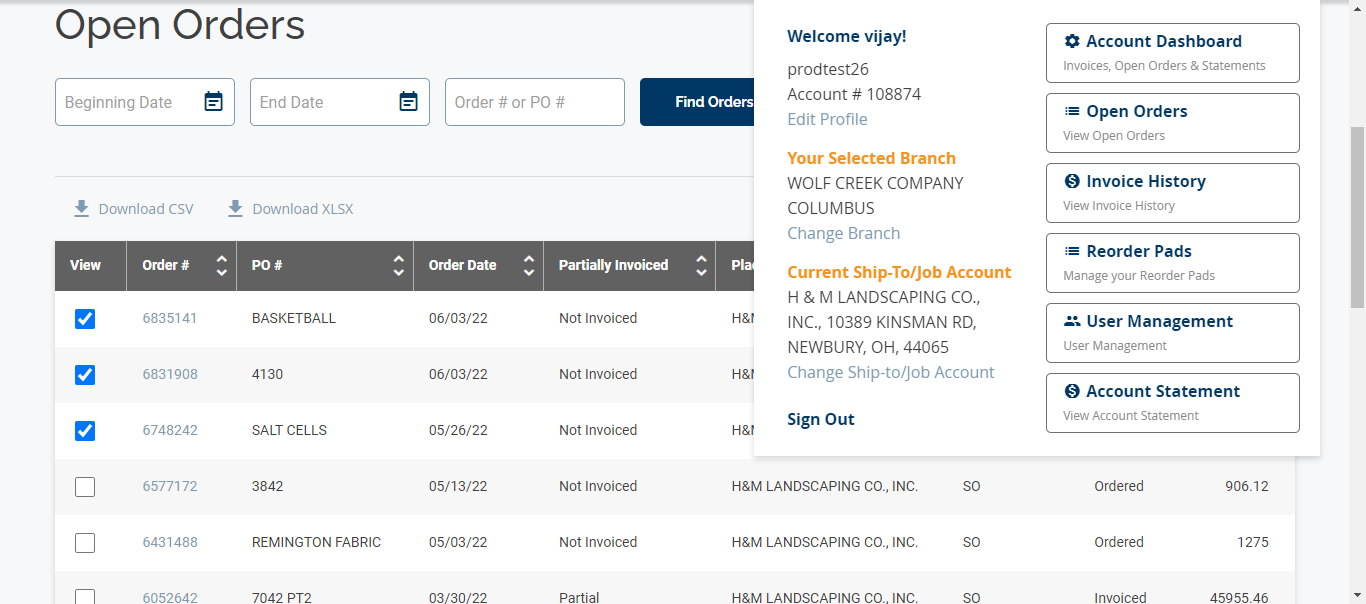 Open Orders
Beginning Date
End Date
Order # or PO #
Find Orders
Download CSV
Download XLSX
View Order # PO # Order Date Partially Invoiced
6835141 BASKETBALL 06/03/22 Not Invoiced
6831908 4130 06/03/22 Not Invoiced
6748242 SALT CELLS 05/26/22 Not Invoiced
6577172 3842 05/13/22 Not Invoiced H&M LANDSCAPING CO., INC. SO Ordered 906.12
6431488 REMINGTON FABRIC 05/03/22 Not Invoiced H&M LANDSCAPING CO., INC. SO Ordered 1275
6052642 7042 PT2 03/30/22 Partial H&M LANDSCAPING CO., INC. SO Invoiced 45955.46
Welcome vijay!
prodtest26
Account # 108874
Edit Profile
Your Selected Branch
WOLF CREEK COMPANY
COLUMBUS
Change Branch
Current Ship-To/Job Account
H & M LANDSCAPING CO.,
INC., 10389 KINSMAN RD,
NEWBURY, OH, 44065
Change Ship-to/Job Account
Sign Out
Account Dashboard
Invoices, Open Orders & Statements
Open Orders
View Open Orders
Invoice History
View Invoice History
Reorder Pads
Manage your Reorder Pads
User Management
User Management
Account Statement
View Account Statement